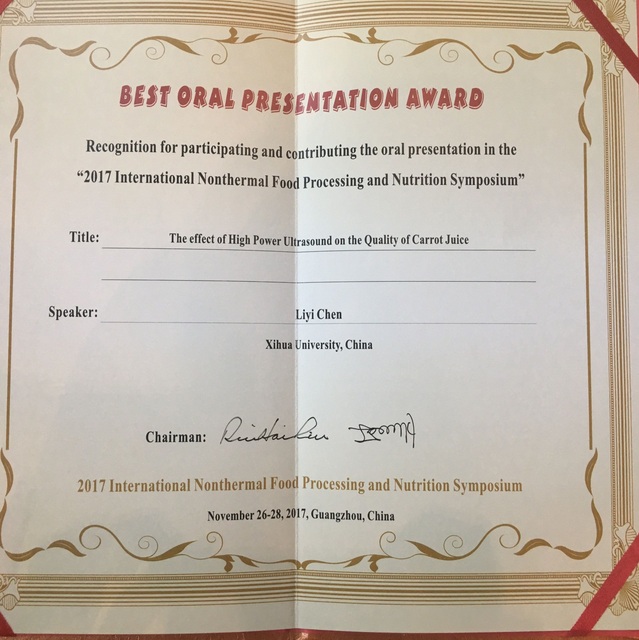 BEST ORAL PRESENTATION AWARD
Recognition for participating and contributing the oral presentation in the
“2017 International Nonthermal Food Processing and Nutrition Symposium”
Title: The effect of High Power Ultrasound on the Quality of Carrot Juice
Speaker: Liyi Chen
Xihua University, China
Chairman:
2017 International Nonthermal Food Processing and Nutrition Symposium
November 26-28, 2017, Guangzhou, China